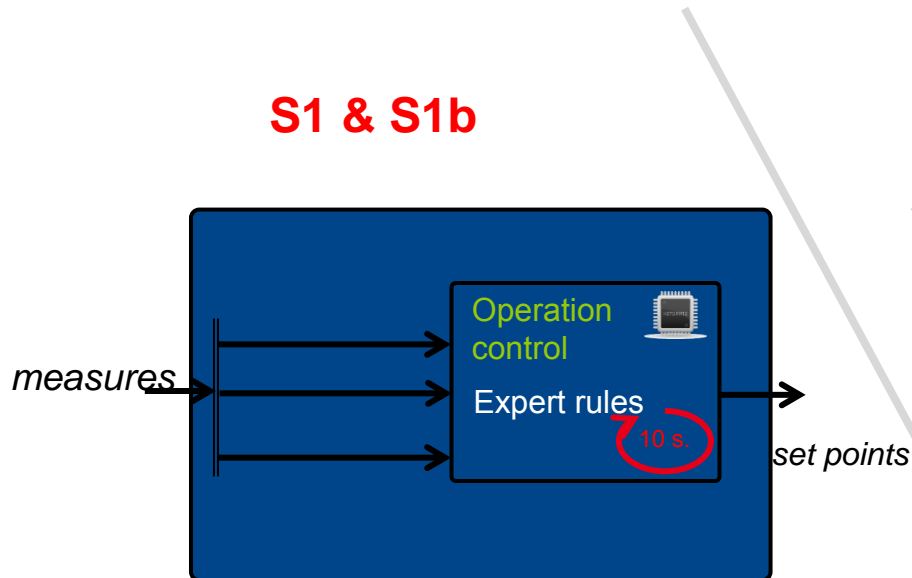 S1 & S1b
Operation
control
measures
Expert rules
10 s.
set points